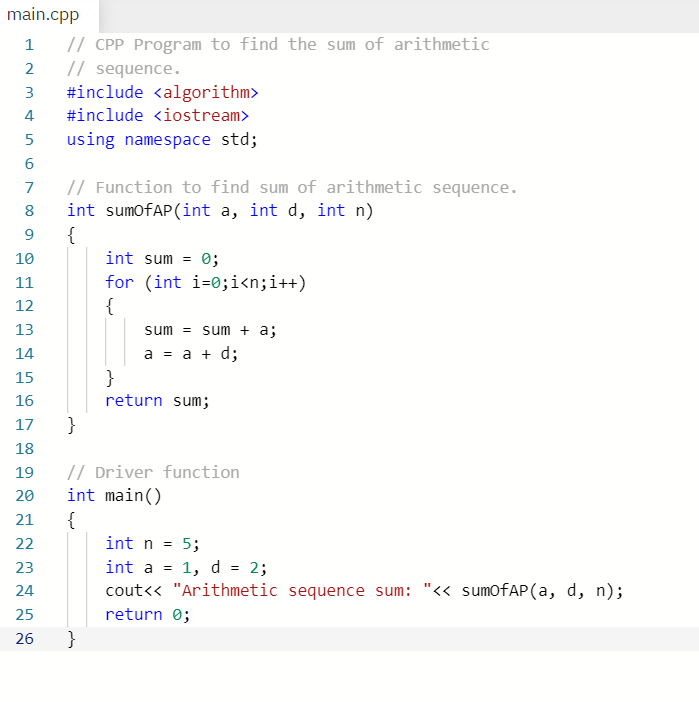 main.cpp
1 // CPP Program to find the sum of arithmetic
2 // sequence.
3 #include <algorithm>
4 #include <iostream>
5 using namespace std;
6
7 // Function to find sum of arithmetic sequence.
8 int sumOfAP(int a, int d, int n)
9 {
10 int sum = 0;
11 for (int i=0;i<n;i++)
12 {
13 sum = sum + a;
14 a = a + d;
15 }
16 return sum;
17 }
18
19 // Driver function
20 int main()
21 {
22 int n = 5;
23 int a = 1, d = 2;
24 cout<< "Arithmetic sequence sum: "<< sumOfAP(a, d, n);
25 return 0;
26 }